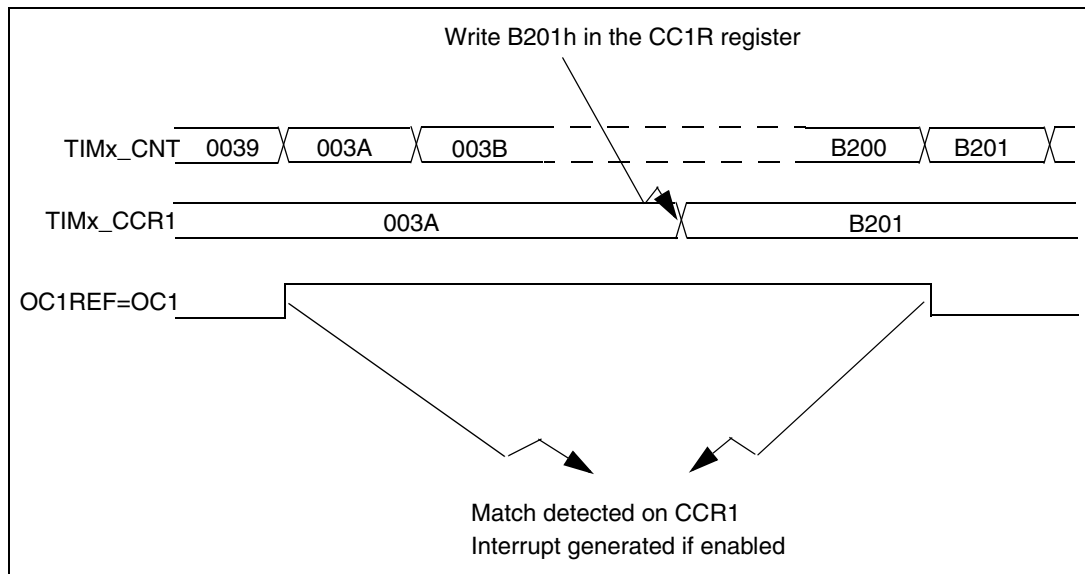 Write B201h in the CC1R register
TIMx_CNT 0039 003A 003B B200 B201
TIMx_CCR1 003A B201
OC1REF=OC1
Match detected on CCR1
Interrupt generated if enabled